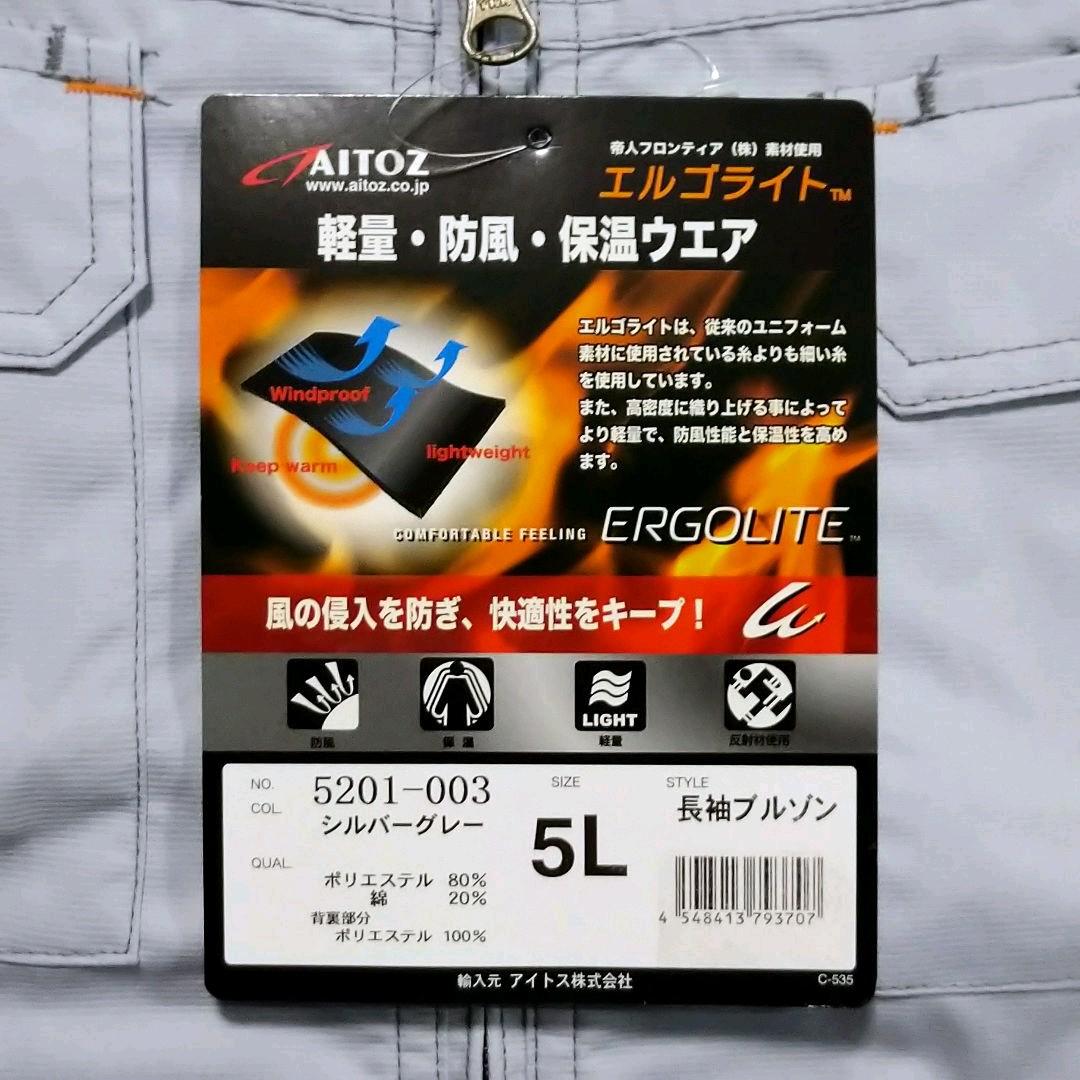 AITOZ
www.aitoz.co.jp
帝人フロンティア（株）素材使用
エルゴライト™
軽量・防風・保温ウエア
エルゴライトは、従来のユニフォーム
素材に使用されている糸よりも細い糸
を使用しています。
また、高密度に織り上げる事によって
より軽量で、防風性能と保温性を高め
ます。
Windproof
lightweight
Keep warm
COMFORTABLE FEELING ERGOLITE™
風の侵入を防ぎ、快適性をキープ！
LIGHT
防風 保温 軽量 反射材使用
NO. 5201-003
COL. シルバーグレー
SIZE
5L
STYLE
長袖ブルゾン
QUAL.
ポリエステル 80%
綿 20%
背裏部分
ポリエステル 100%
4 548413 793707
輸入元 アイトス株式会社
C-535